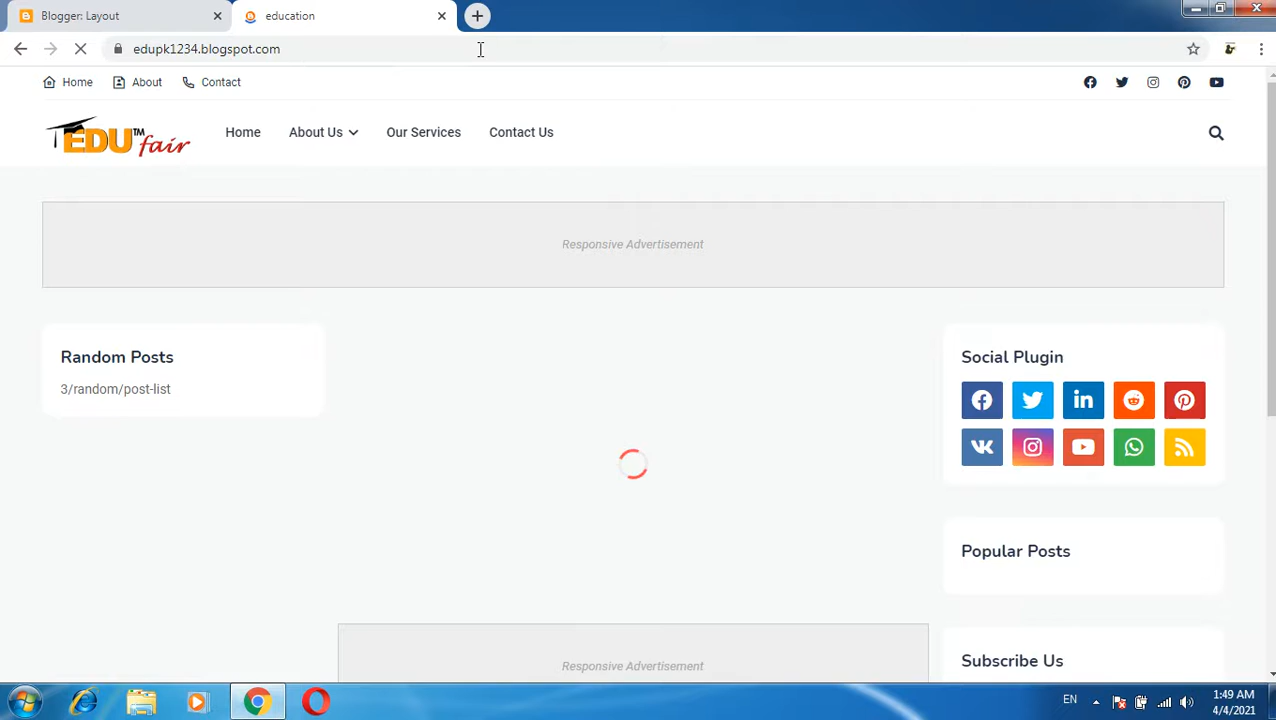 Blogger: Layout
education
edupk1234.blogspot.com
Home About Contact
EDU™ fair
Home About Us Our Services Contact Us
Responsive Advertisement
Random Posts
3/random/post-list
Social Plugin
Popular Posts
Responsive Advertisement
Subscribe Us
EN
1:49 AM
4/4/2021